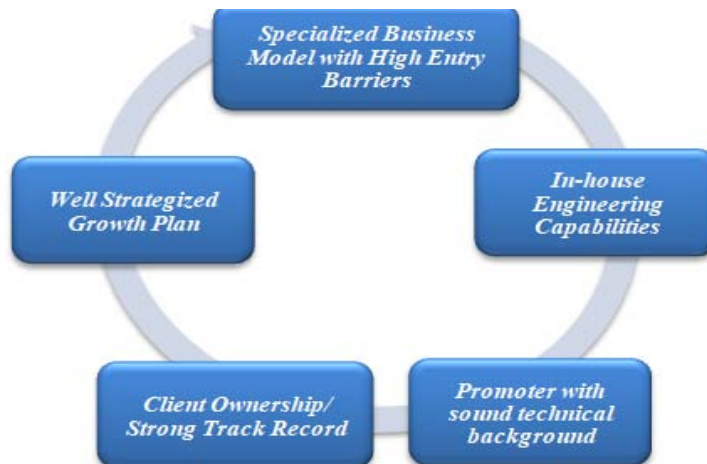 Specialized Business
Model with High Entry
Barriers
In-house
Engineering
Capabilities
Promoter with
sound technical
background
Client Ownership/
Strong Track Record
Well Strategized
Growth Plan